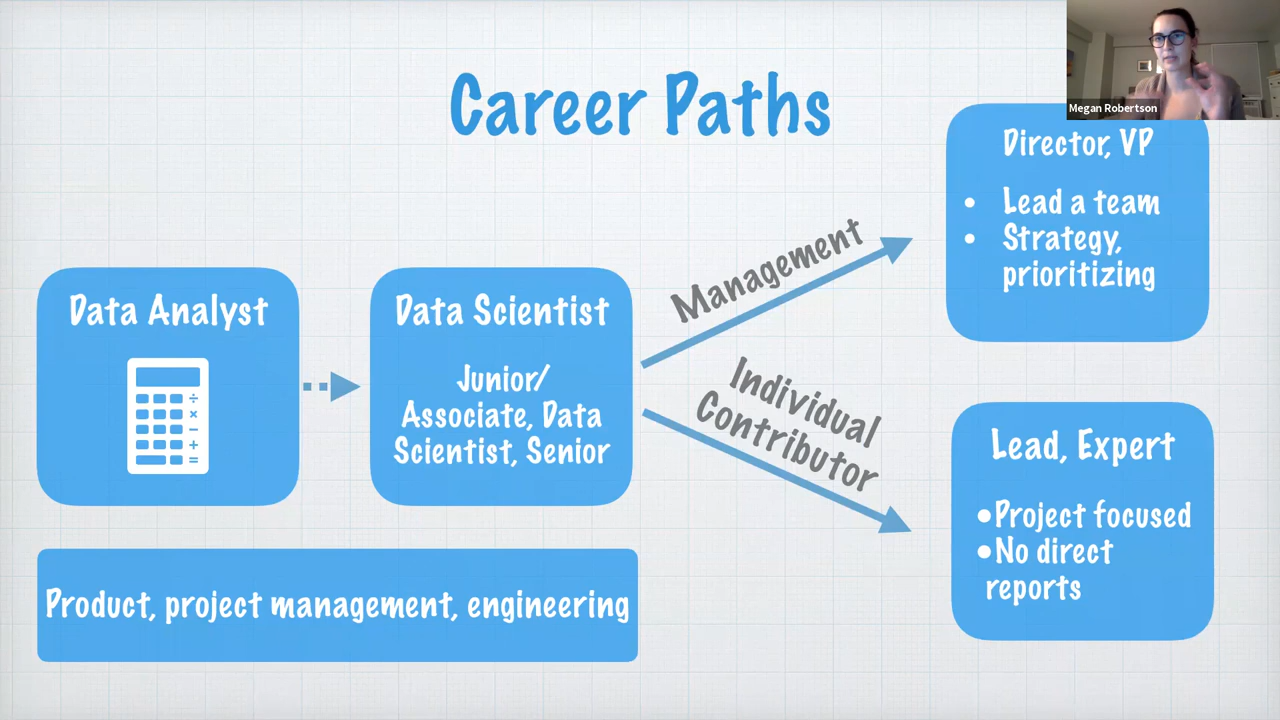 Career Paths
Megan Robertson
Data Analyst
÷
×
−
+
=
Data Scientist
Junior/
Associate, Data
Scientist, Senior
Management
Individual
Contributor
Director, VP
• Lead a team
• Strategy,
prioritizing
Lead, Expert
•Project focused
•No direct
reports
Product, project management, engineering